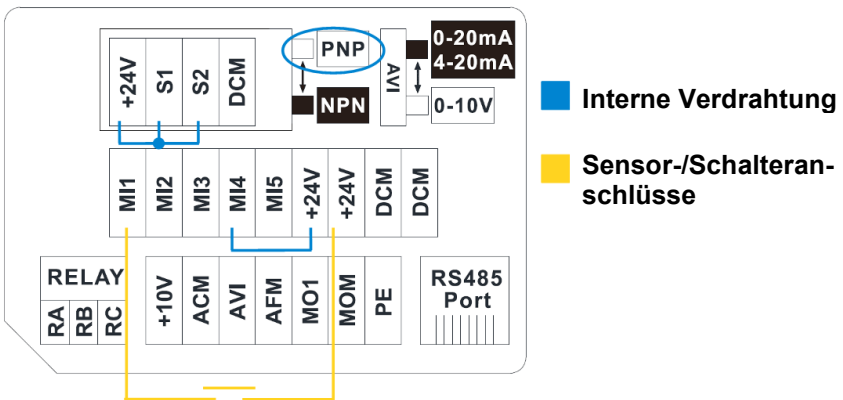 +24V
S1
S2
DCM
PNP
NPN
AVI
0-20mA
4-20mA
0-10V
Interne Verdrahtung
Sensor-/Schalteran-
schlüsse
MI1
MI2
MI3
MI4
MI5
+24V
+24V
DCM
DCM
RELAY
RA
RB
RC
+10V
ACM
AVI
AFM
MO1
MOM
PE
RS485
Port